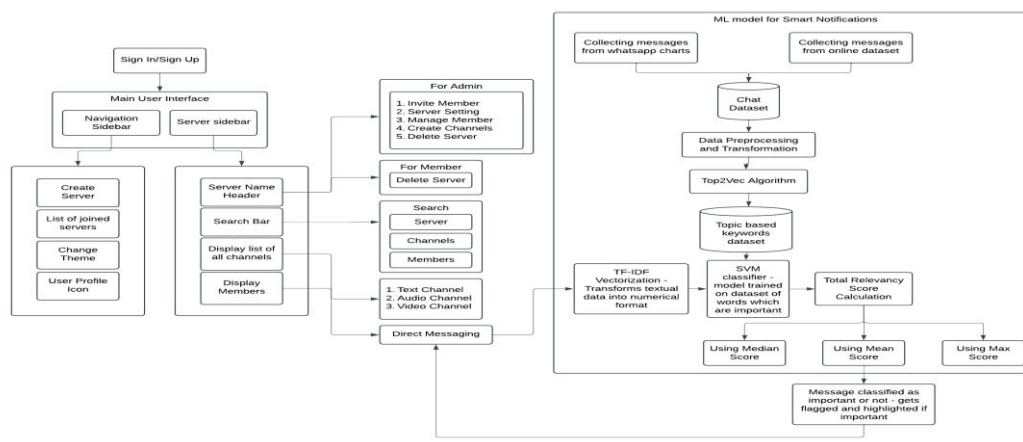 ML model for Smart Notifications
Collecting messages
from whatsapp charts
Collecting messages
from online dataset
Chat
Dataset
Data Preprocessing
and Transformation
Top2Vec Algorithm
Topic based
keywords
dataset
TF-IDF
Vectorization -
Transforms textual
data into numerical
format
SVM
classifier -
model trained
on dataset of
words which
are important
Total Relevancy
Score
Calculation
Using Median
Score
Using Mean
Score
Using Max
Score
Message classified as
important or not - gets
flagged and highlighted if
important
Sign In/Sign Up
Main User Interface
Navigation
Sidebar
Server sidebar
Create
Server
List of joined
servers
Change
Theme
User Profile
Icon
Server Name
Header
Search Bar
Display list of
all channels
Display
Members
For Admin
1. Invite Member
2. Server Setting
3. Manage Member
4. Create Channels
5. Delete Server
For Member
Delete Server
Search
Server
Channels
Members
1. Text Channel
2. Audio Channel
3. Video Channel
Direct Messaging